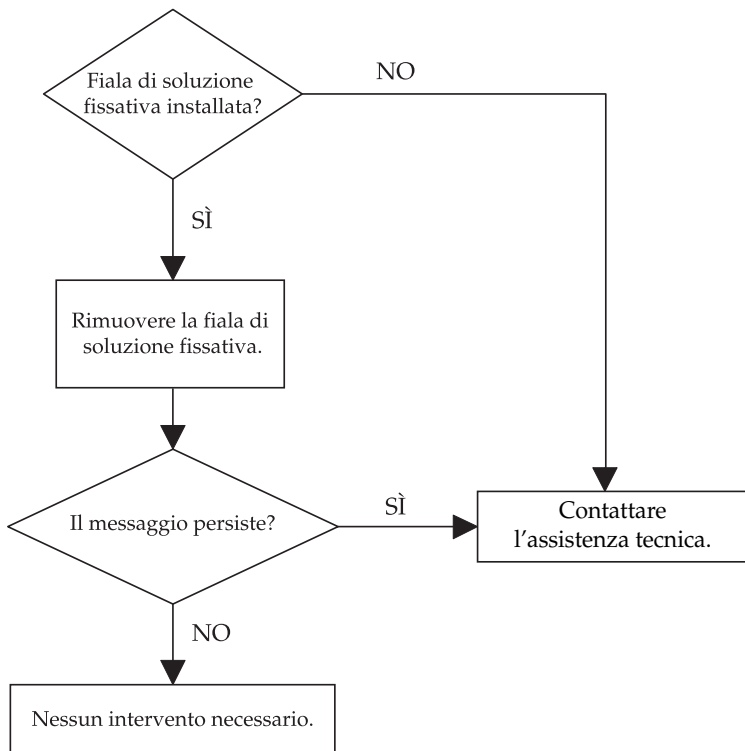 Fiala di soluzione
fissativa installata?
NO
SÌ
Rimuovere la fiala di
soluzione fissativa.
Il messaggio persiste?
SÌ
Contattare
l’assistenza tecnica.
NO
Nessun intervento necessario.